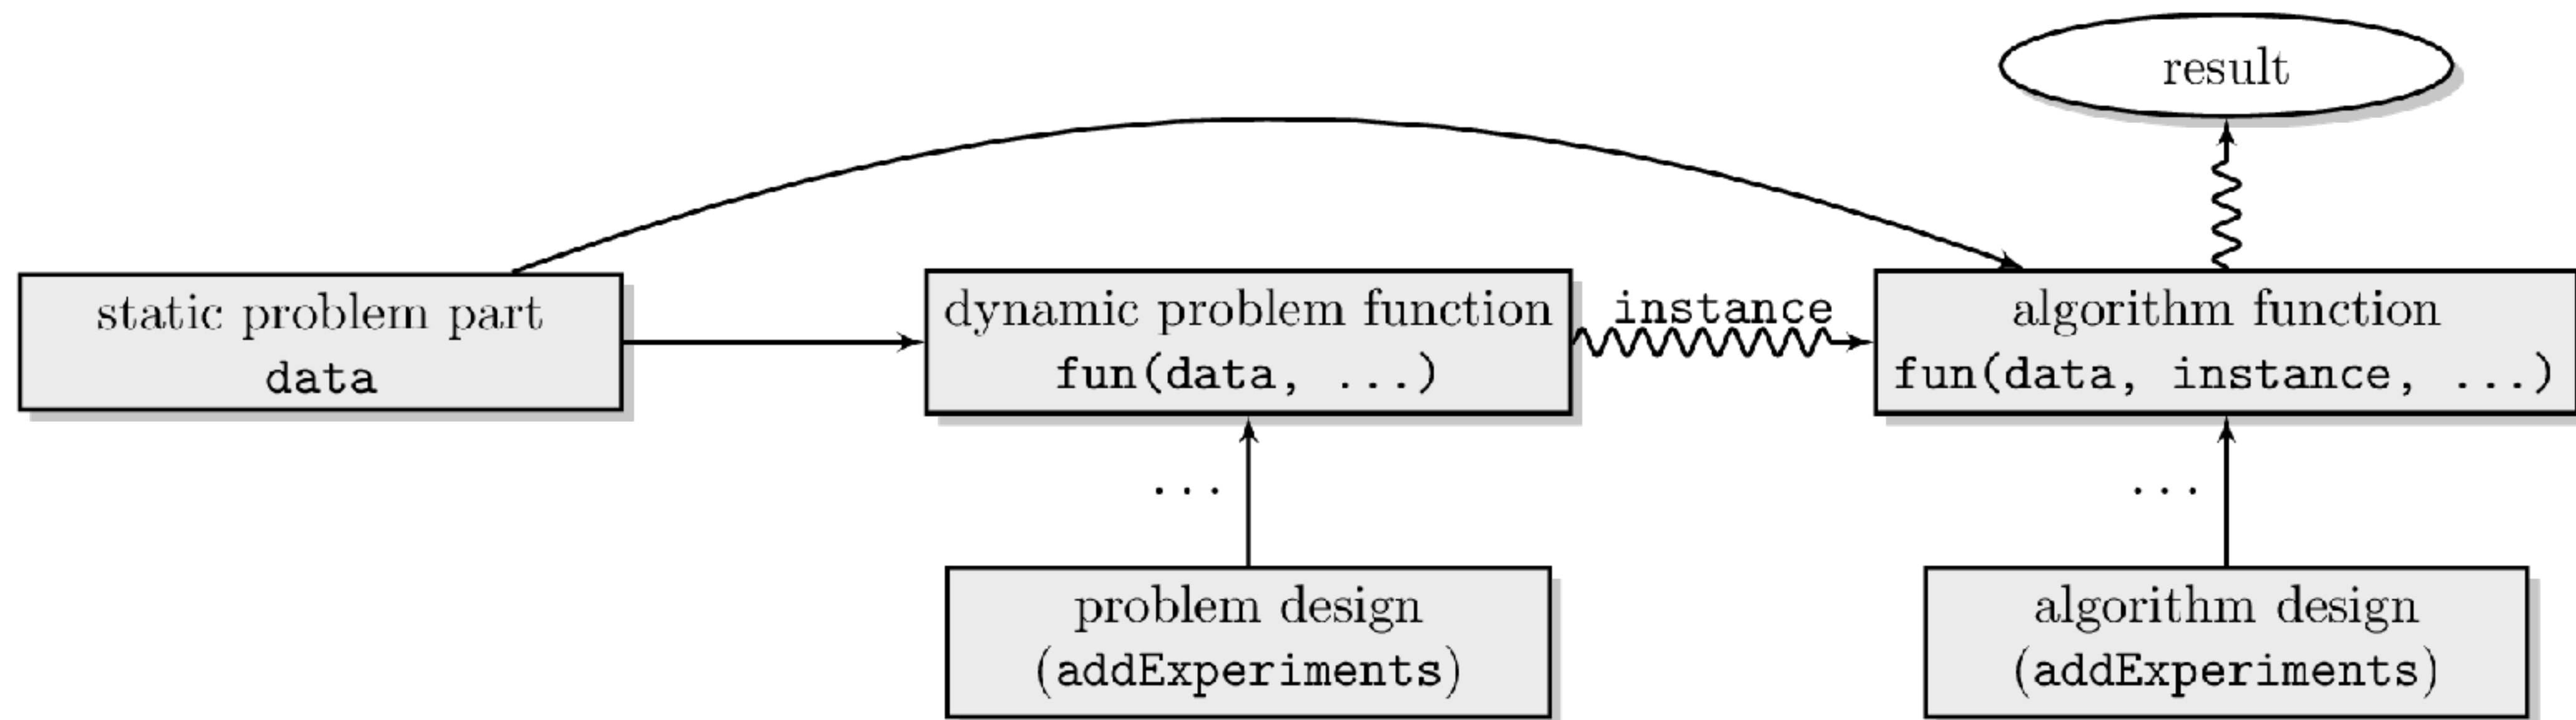 result
static problem part
data
dynamic problem function
fun(data, ...)
instance
algorithm function
fun(data, instance, ...)
...
...
problem design
(addExperiments)
algorithm design
(addExperiments)